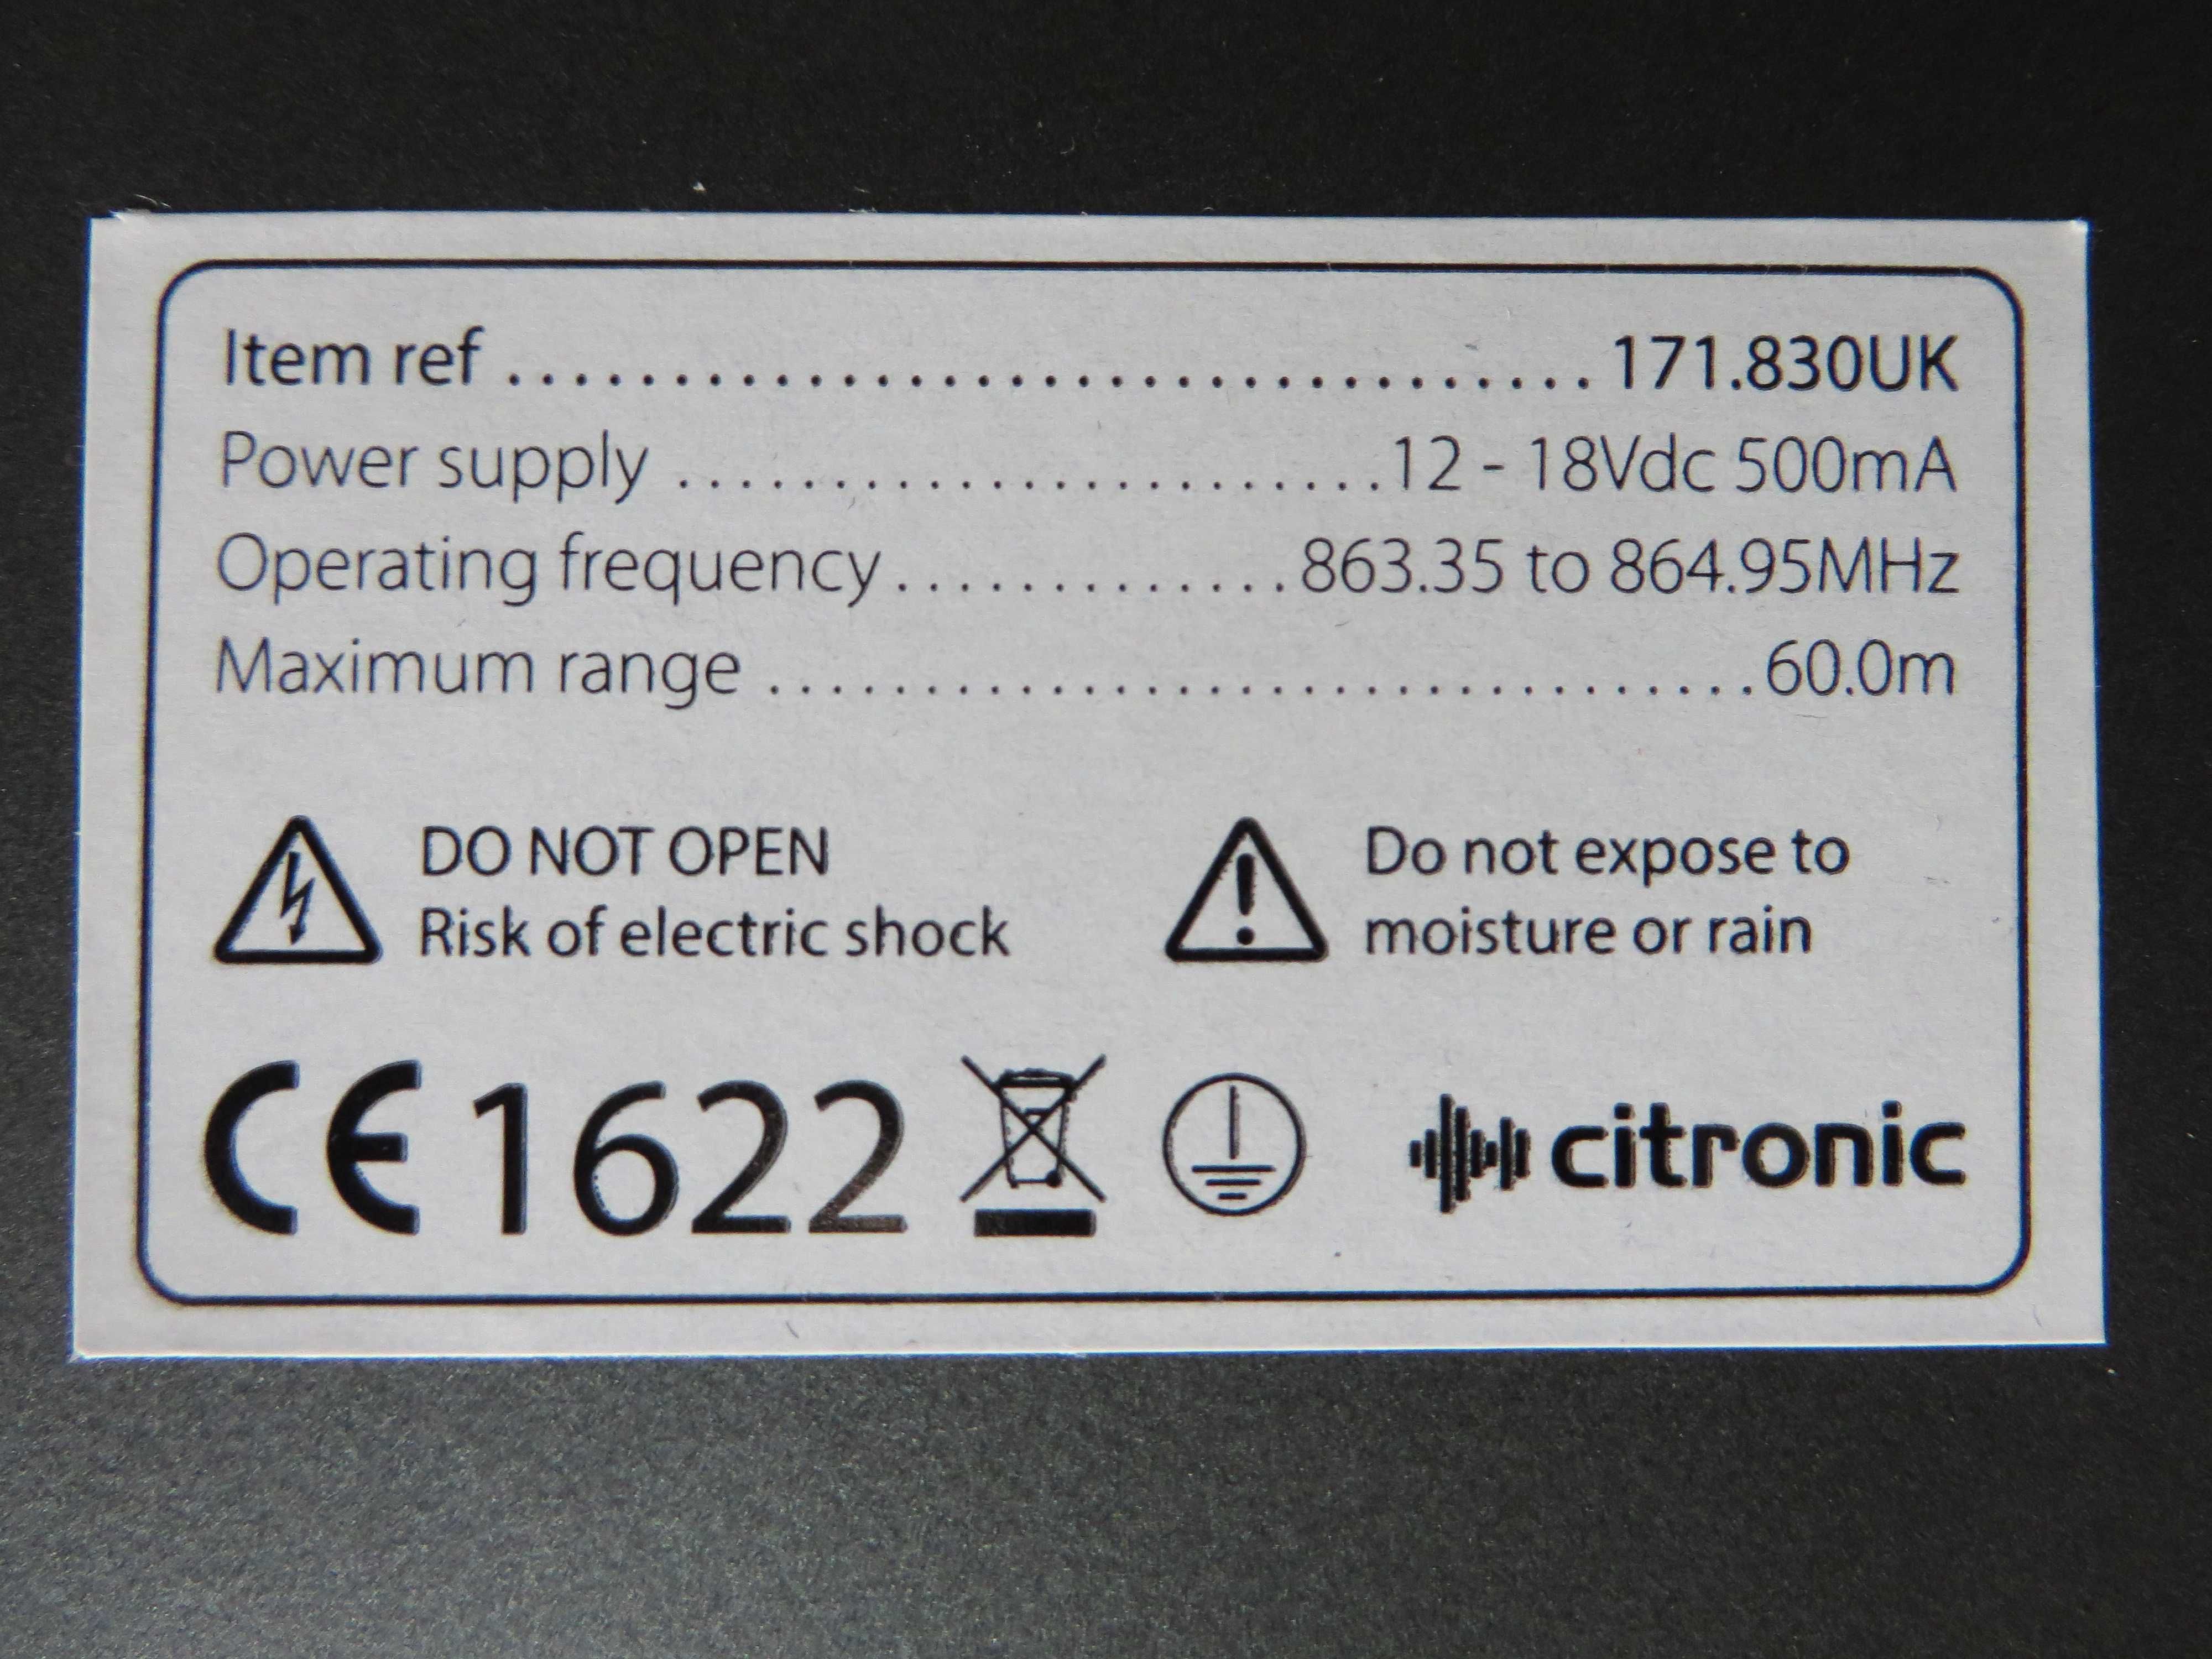 Item ref ................................. 171.830UK
Power supply ......................12 - 18Vdc 500mA
Operating frequency............863.35 to 864.95MHz
Maximum range ...............................60.0m
DO NOT OPEN
Risk of electric shock
Do not expose to
moisture or rain
CE 1622
citronic